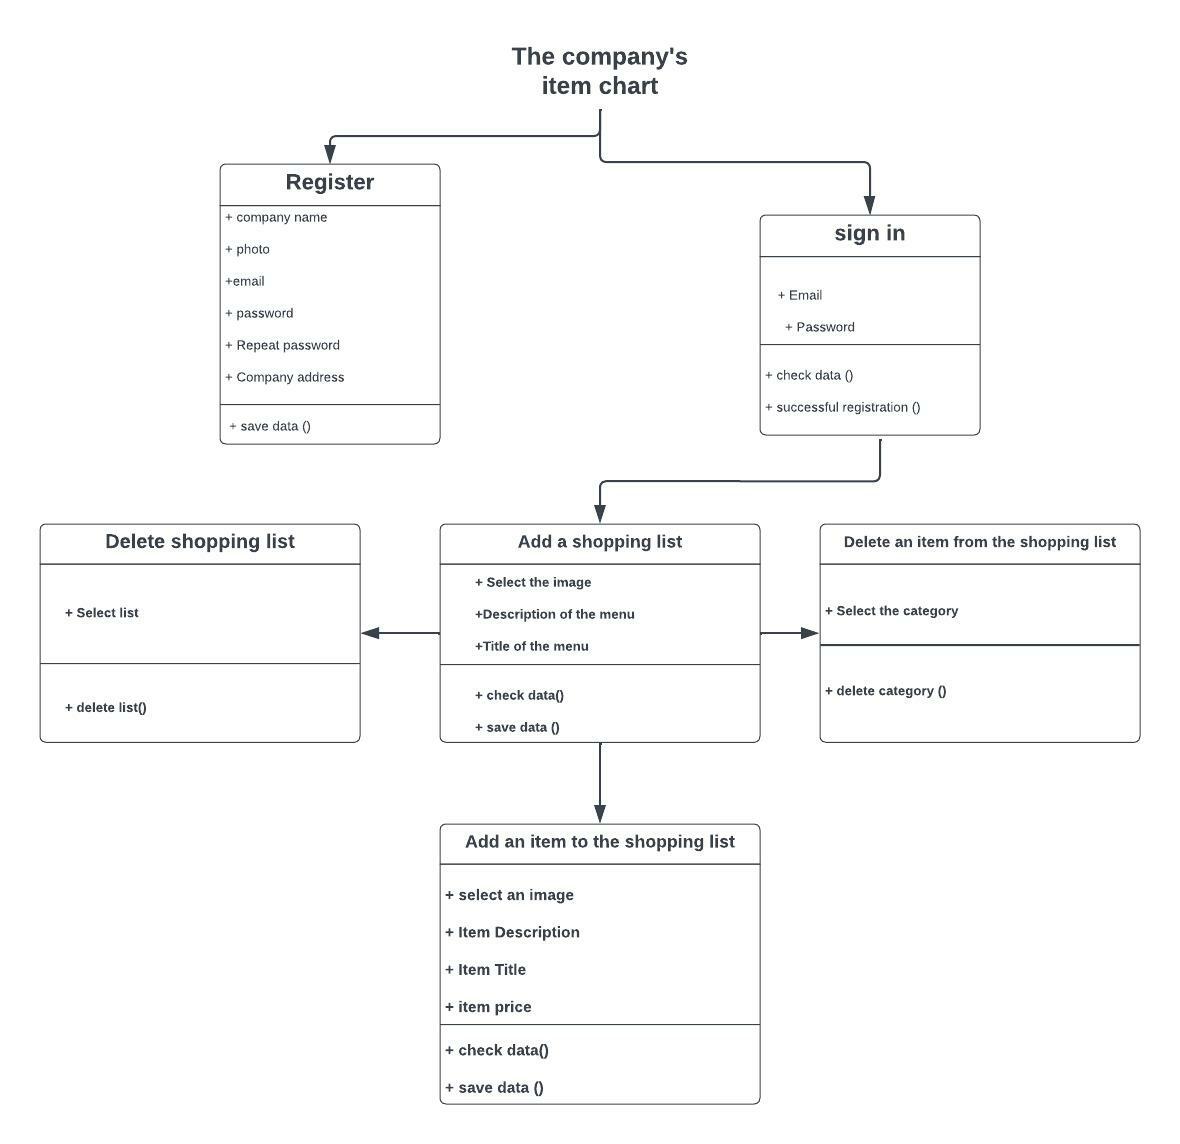 The company's
item chart
Register
+ company name
+ photo
+email
+ password
+ Repeat password
+ Company address
+ save data ()
sign in
+ Email
+ Password
+ check data ()
+ successful registration ()
Delete shopping list
+ Select list
+ delete list()
Add a shopping list
+ Select the image
+Description of the menu
+Title of the menu
+ check data()
+ save data ()
Delete an item from the shopping list
+ Select the category
+ delete category ()
Add an item to the shopping list
+ select an image
+ Item Description
+ Item Title
+ item price
+ check data()
+ save data ()